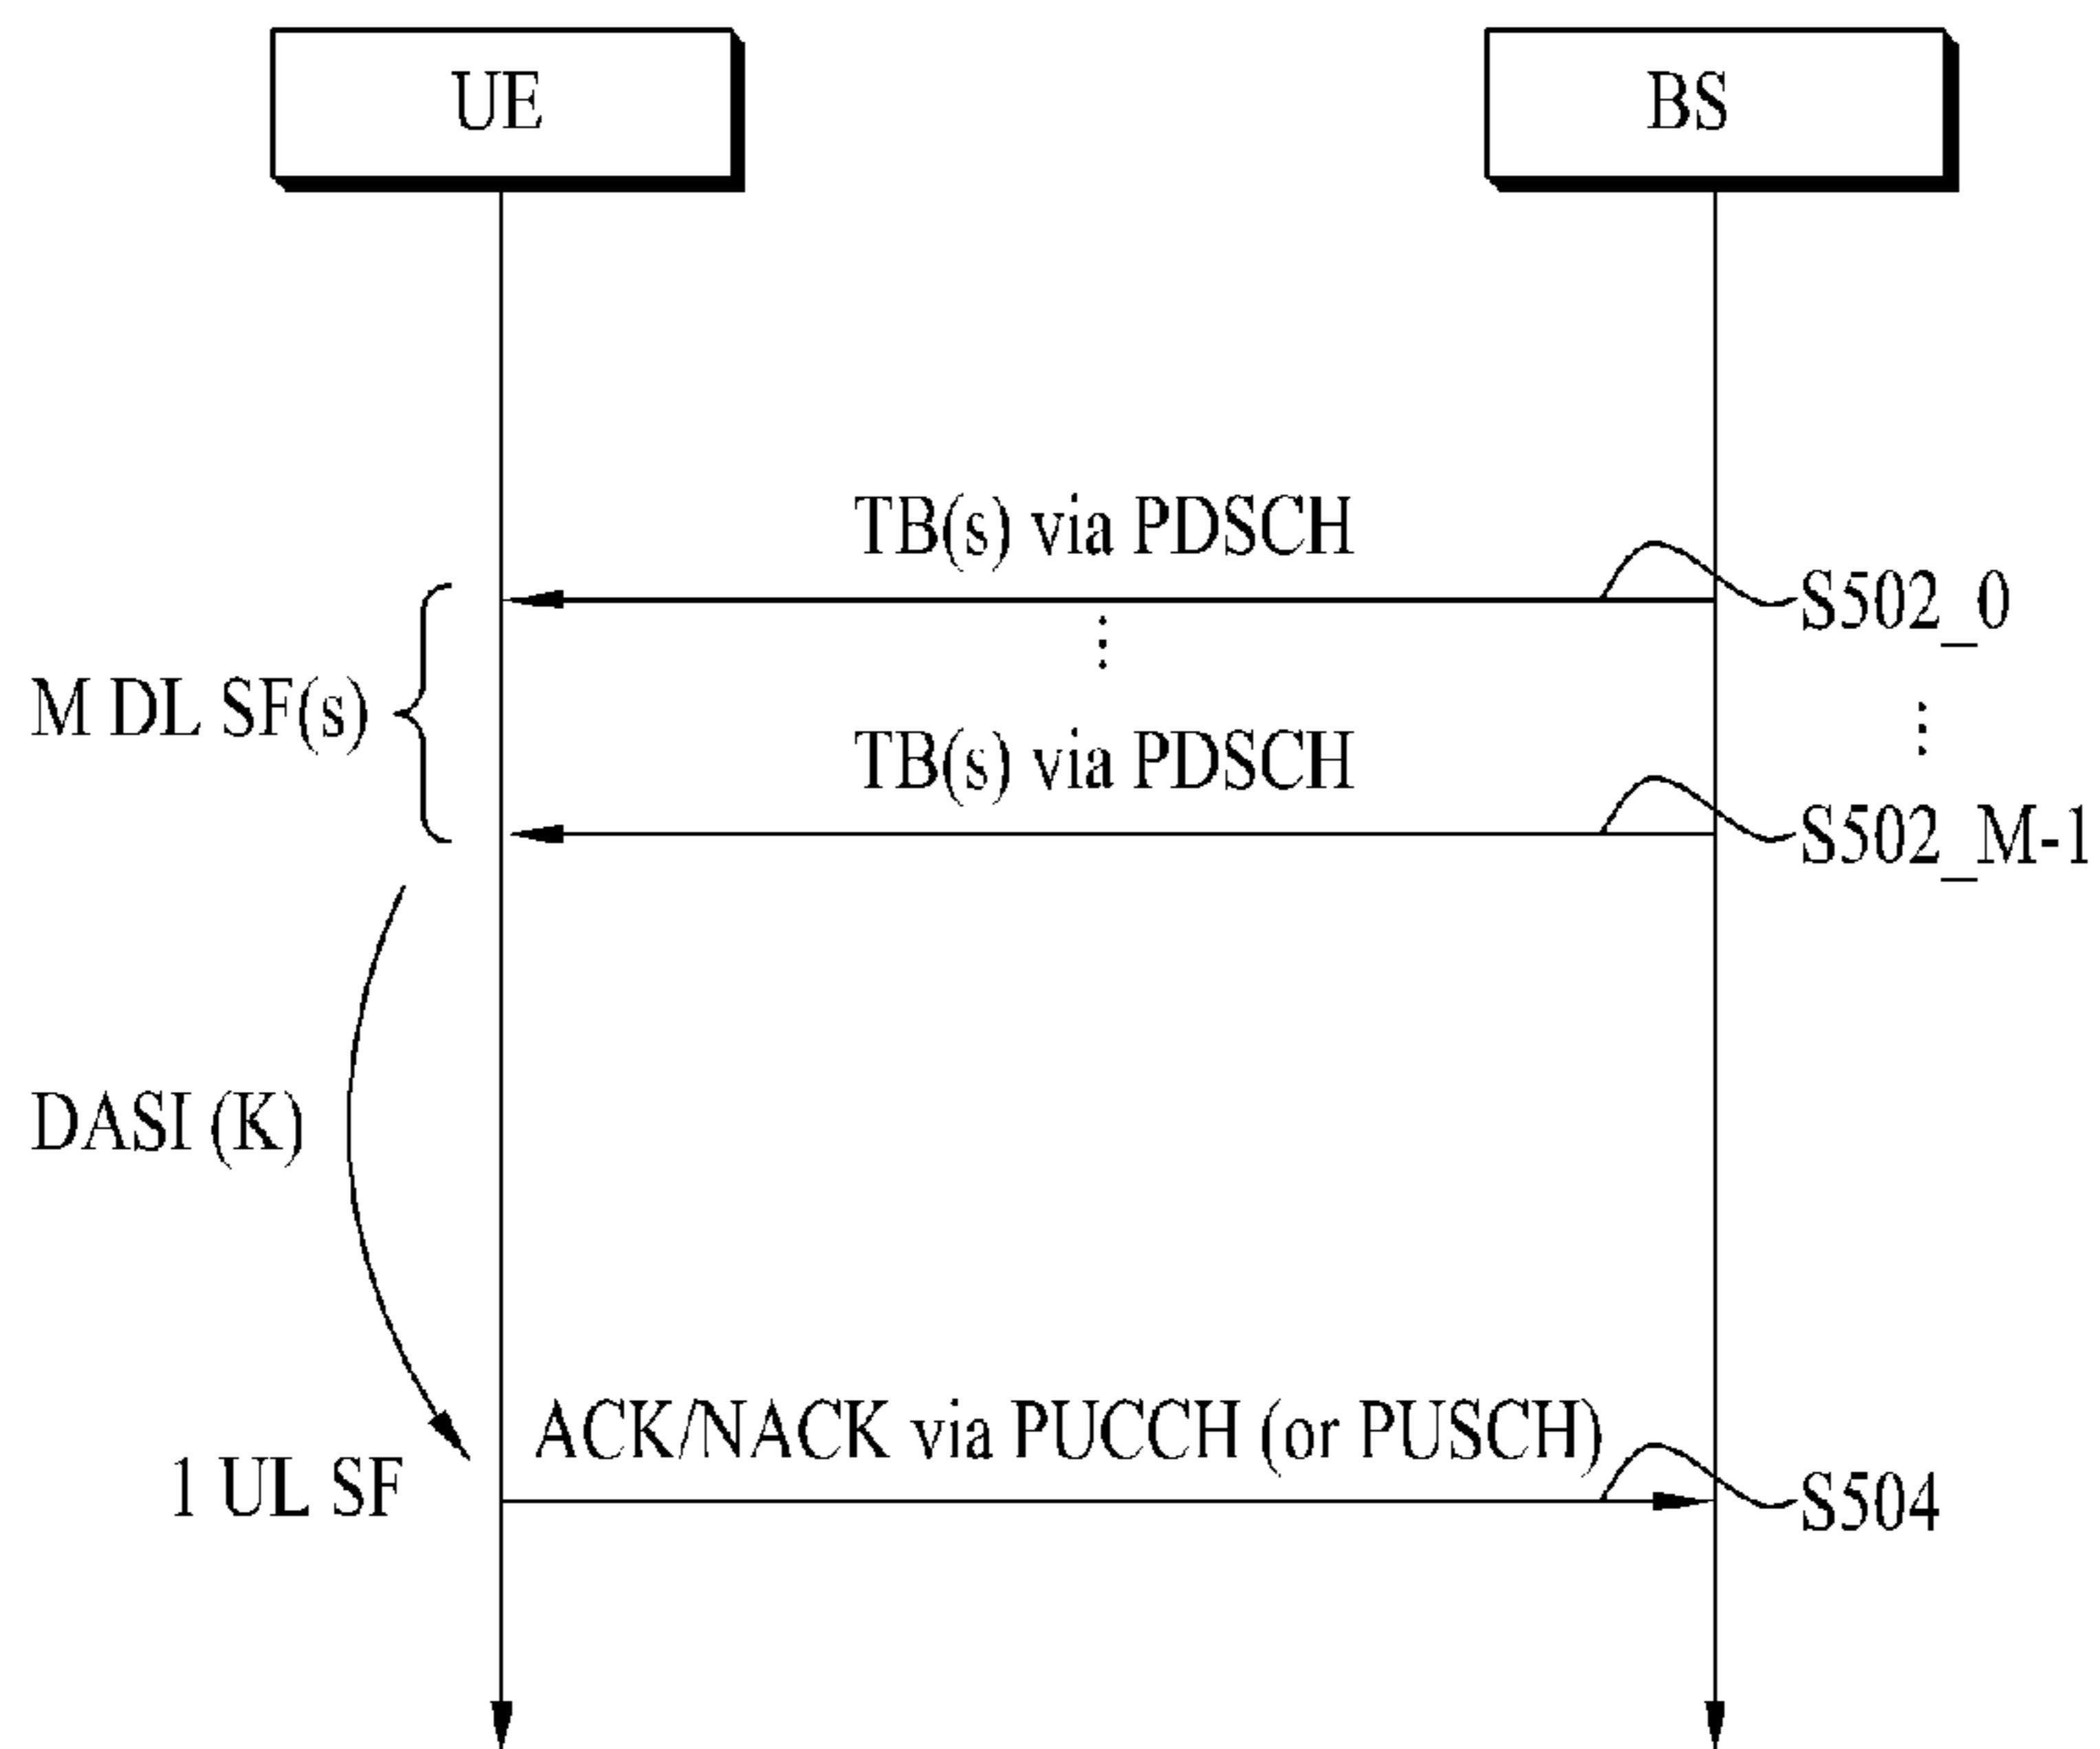 UE
BS
TB(s) via PDSCH
S502_0
⋮
M DL SF(s)
⋮
TB(s) via PDSCH
S502_M-1
DASI (K)
ACK/NACK via PUCCH (or PUSCH)
1 UL SF
S504